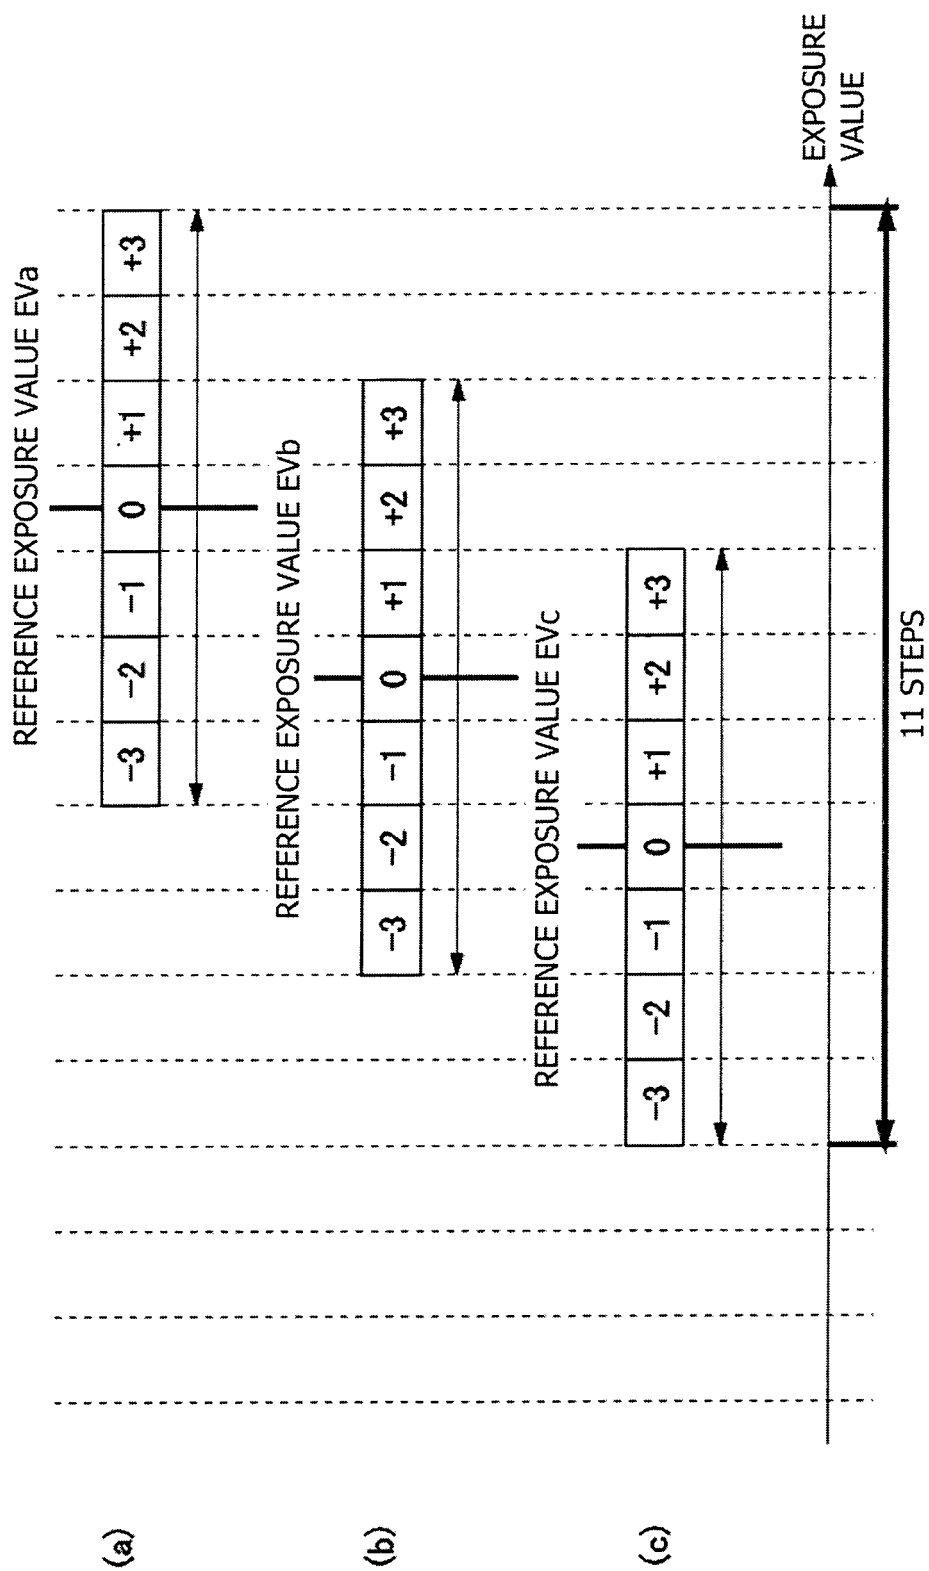 REFERENCE EXPOSURE VALUE EVa
(a)
-3 -2 -1 0 +1 +2 +3
REFERENCE EXPOSURE VALUE EVb
(b)
-3 -2 -1 0 +1 +2 +3
REFERENCE EXPOSURE VALUE EVc
(c)
-3 -2 -1 0 +1 +2 +3
EXPOSURE
VALUE
11 STEPS